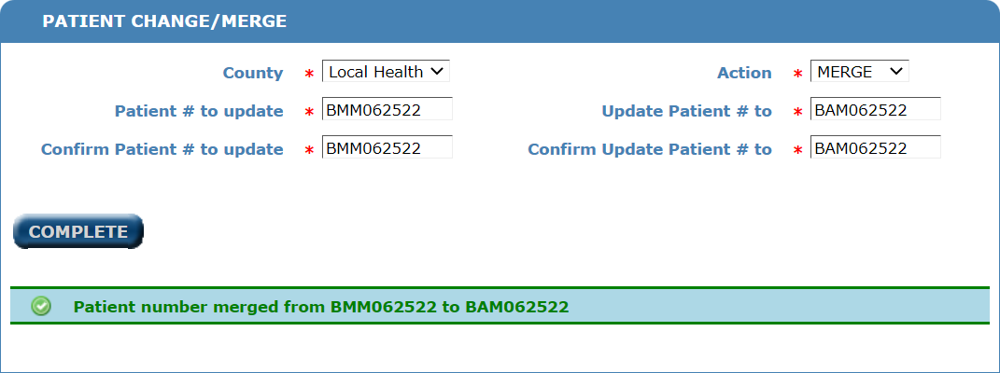 PATIENT CHANGE/MERGE
County * Local Health Action * MERGE
Patient # to update * BMM062522 Update Patient # to * BAM062522
Confirm Patient # to update * BMM062522 Confirm Update Patient # to * BAM062522
COMPLETE
Patient number merged from BMM062522 to BAM062522